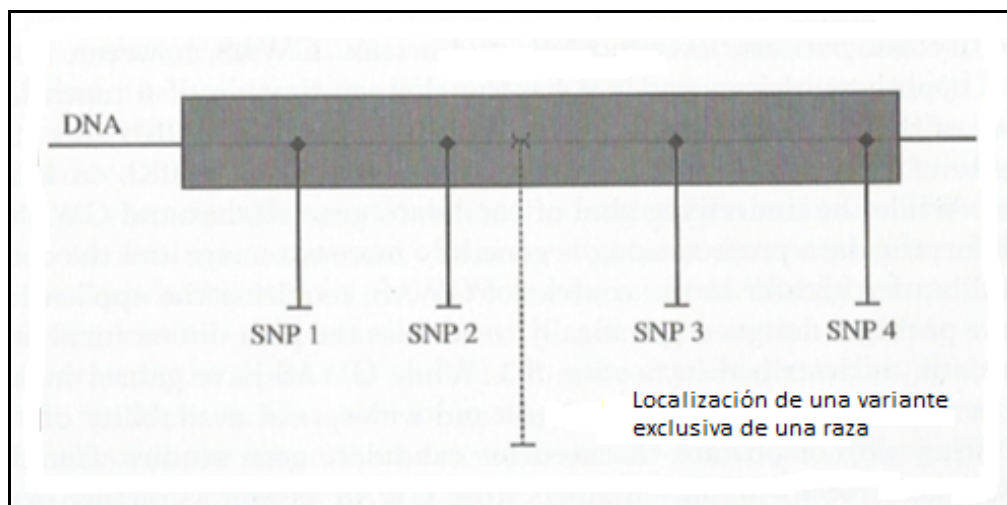 DNA
SNP 1
SNP 2
SNP 3
SNP 4
Localización de una variante
exclusiva de una raza